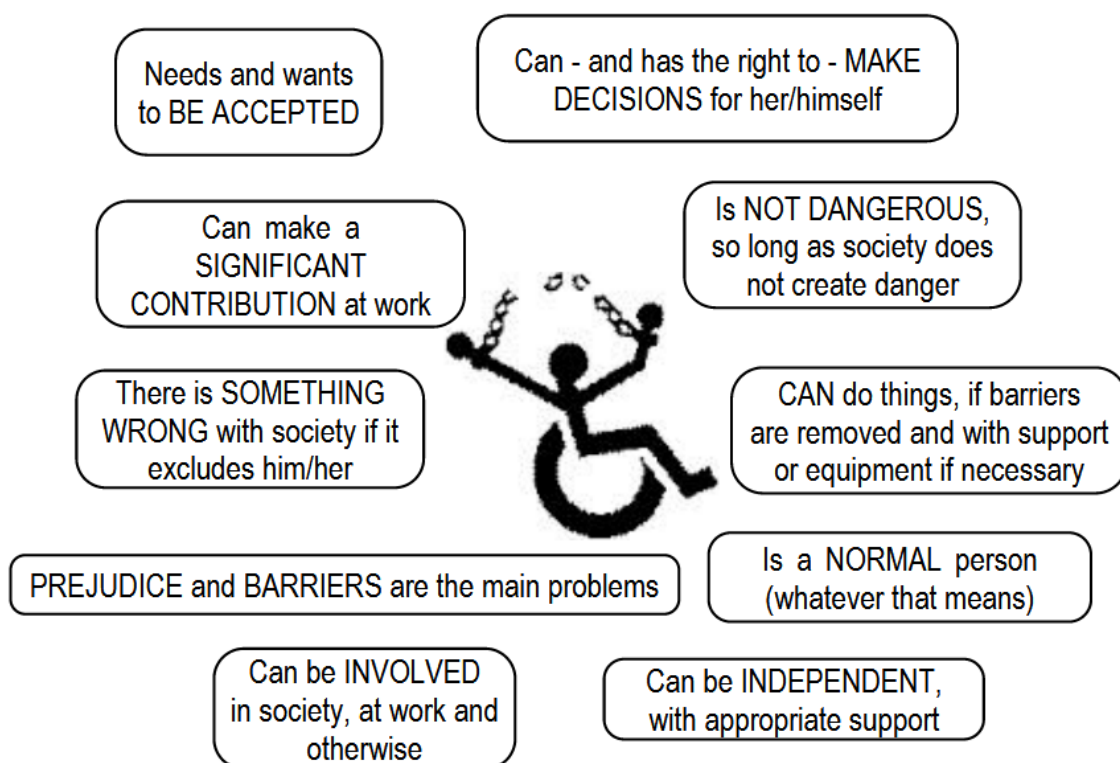 Needs and wants
to BE ACCEPTED
Can - and has the right to - MAKE
DECISIONS for her/himself
Can make a
SIGNIFICANT
CONTRIBUTION at work
Is NOT DANGEROUS,
so long as society does
not create danger
There is SOMETHING
WRONG with society if it
excludes him/her
CAN do things, if barriers
are removed and with support
or equipment if necessary
PREJUDICE and BARRIERS are the main problems
Is a NORMAL person
(whatever that means)
Can be INVOLVED
in society, at work and
otherwise
Can be INDEPENDENT,
with appropriate support